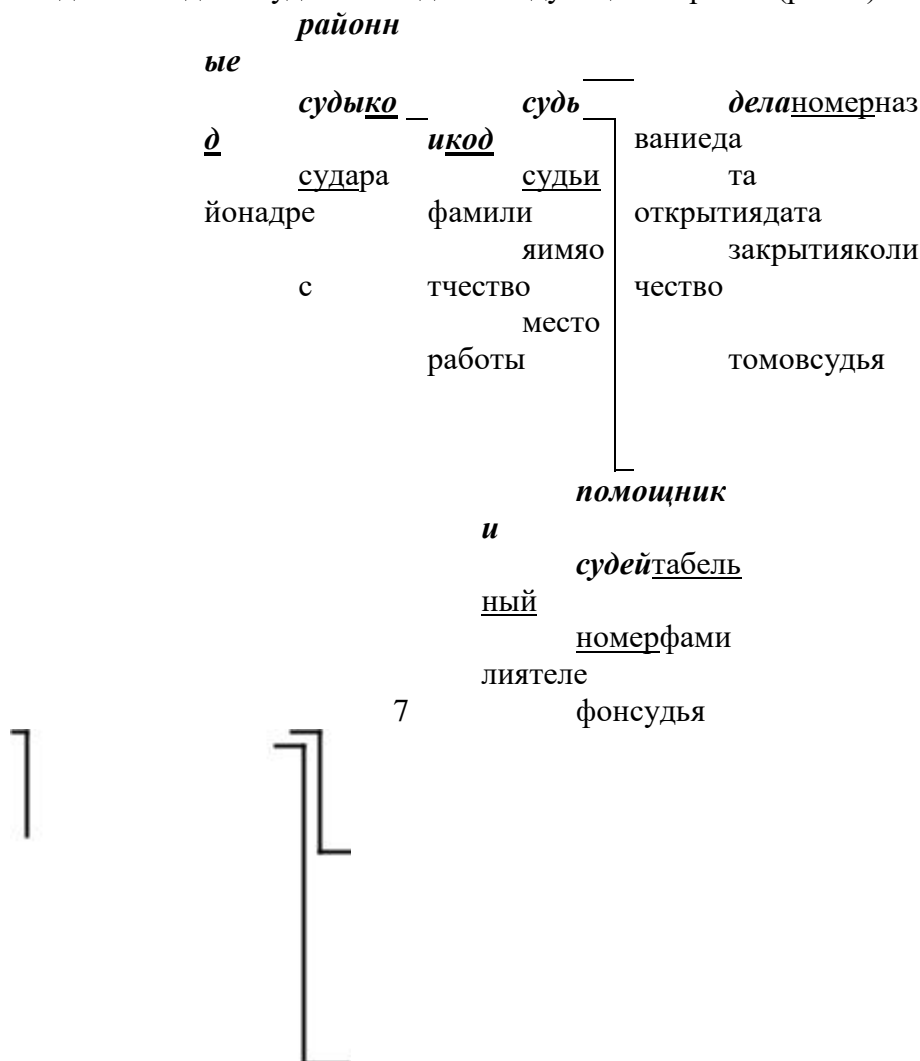 районн
ые
судыко
д
судара
йонадре
с
судь
икод
судьи
фамили
яимяо
тчество
место
работы
деланомерназ
ваниеда
та
открытиядата
закрытияколи
чество
томовсудья
помощник
и
судейтабель
ный
номерфами
лиятеле
фонсудья
7